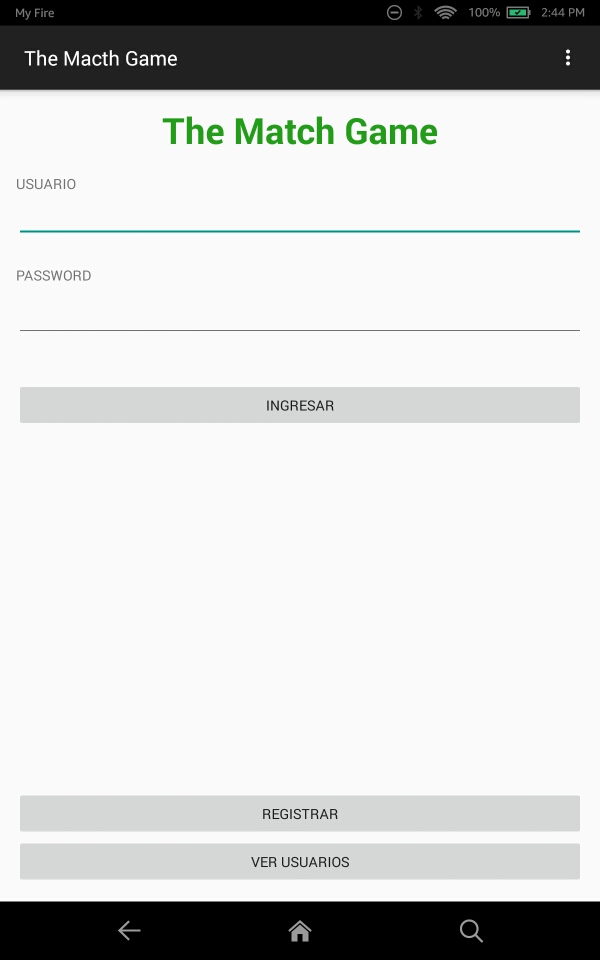 My Fire 100% 2:44 PM
The Macth Game
The Match Game
USUARIO
PASSWORD
INGRESAR
REGISTRAR
VER USUARIOS